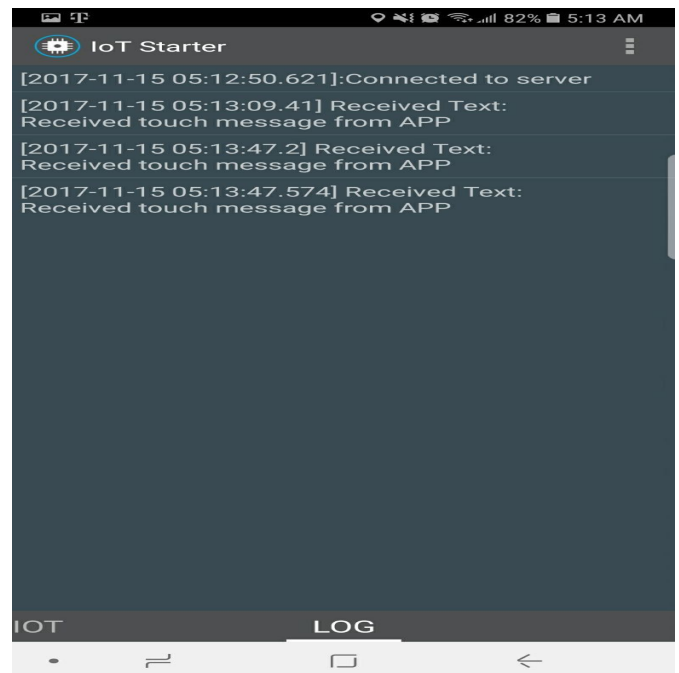 82% 5:13 AM
IoT Starter
[2017-11-15 05:12:50.621]:Connected to server
[2017-11-15 05:13:09.41] Received Text:
Received touch message from APP
[2017-11-15 05:13:47.2] Received Text:
Received touch message from APP
[2017-11-15 05:13:47.574] Received Text:
Received touch message from APP
IOT LOG